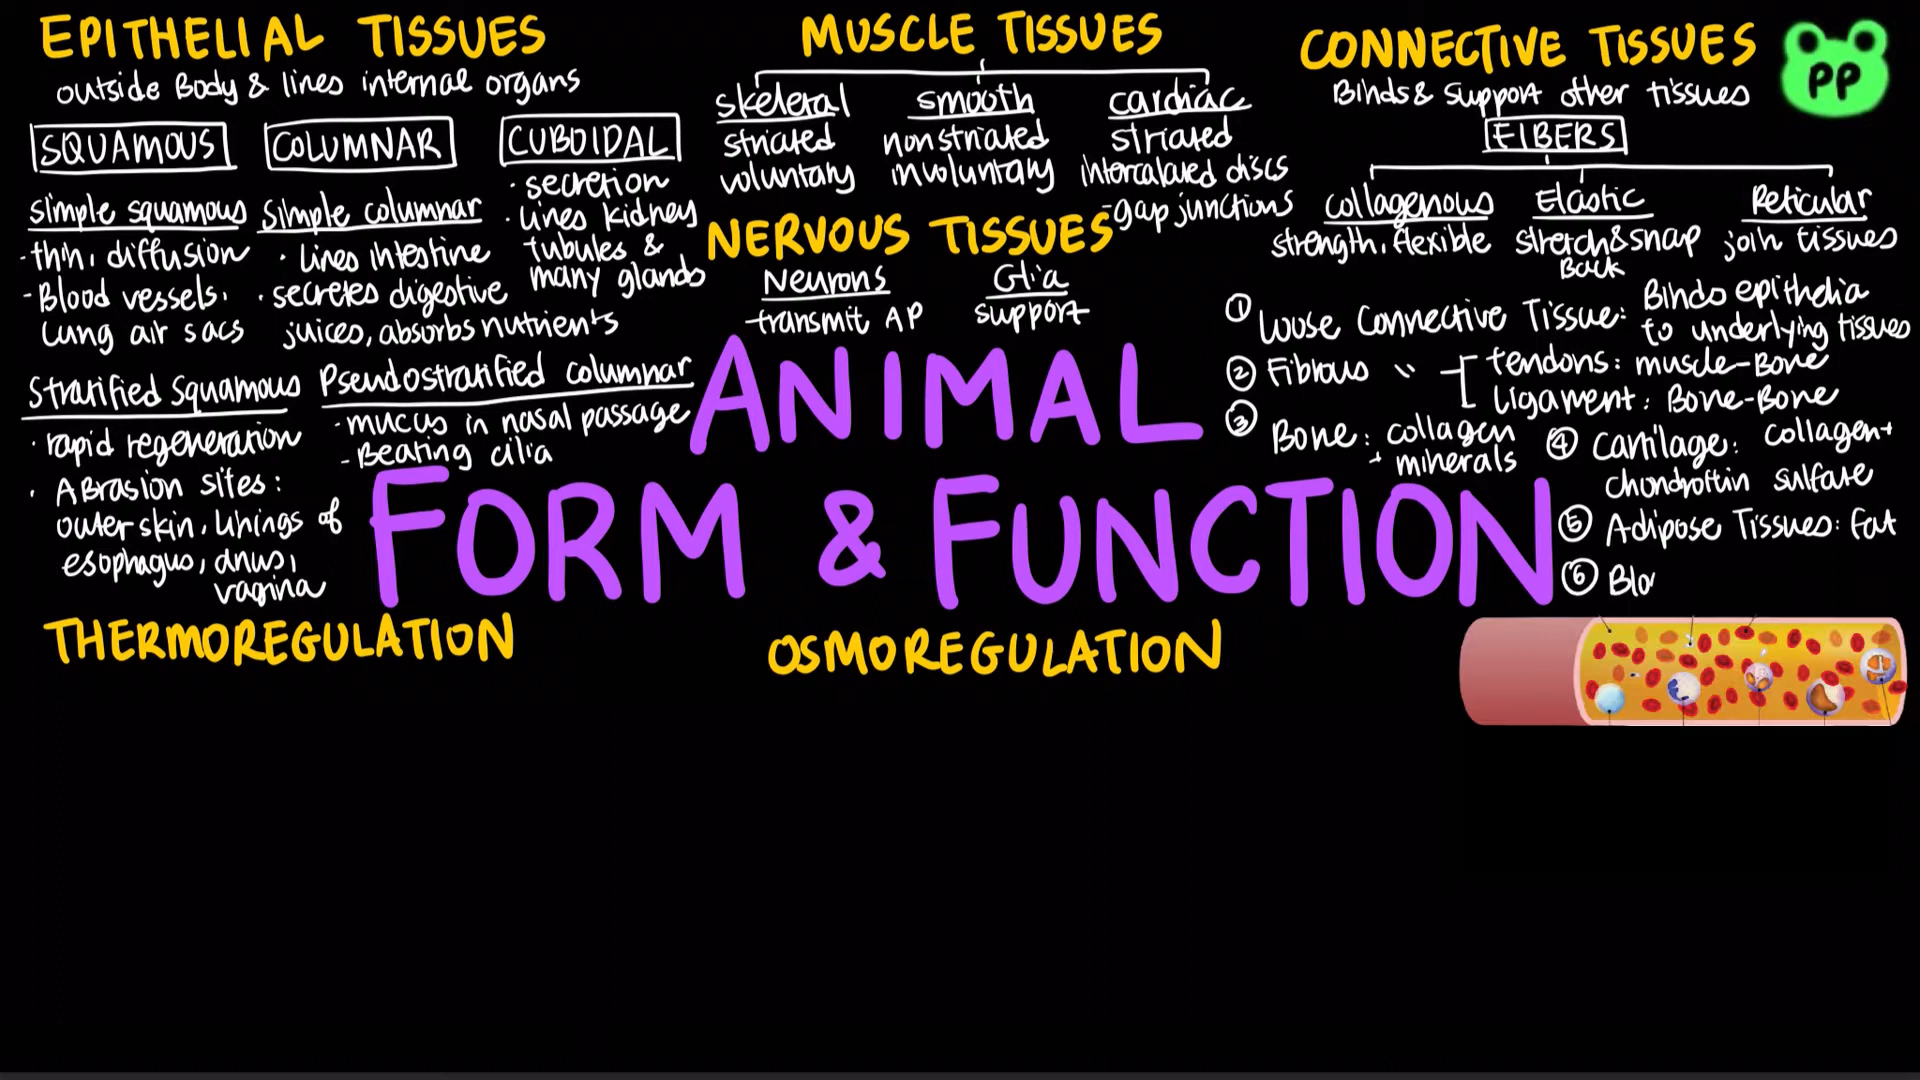 EPITHELIAL TISSUES
outside Body & lines internal organs
SQUAMOUS
simple squamous
- thin, diffusion
- Blood vessels,
lung air sacs
Stratified Squamous
· rapid regeneration
· Abrasion sites:
outer skin, linings of
esophagus, anus,
vagina
COLUMNAR
Simple columnar
· Lines intestine
· secretes digestive
juices, absorbs nutrients
Pseudostratified columnar
- mucus in nasal passage
- Beating cilia
CUBOIDAL
· secretion
· Lines kidney
tubules &
many glands
MUSCLE TISSUES
skeletal
striated
voluntary
smooth
nonstriated
involuntary
cardiac
striated
intercalated discs
- gap junctions
NERVOUS TISSUES
Neurons
transmit AP
Glia
support
CONNECTIVE TISSUES
Binds & Support other tissues
FIBERS
collagenous
strength, flexible
Elastic
stretch & snap
Back
Reticular
join tissues
① Loose Connective Tissue: Binds epithelia
to underlying tissues
② Fibrous " tendons: muscle-Bone
Ligament: Bone-Bone
③ Bone: collagen
+ minerals
④ Cartilage: collagen +
chondroitin sulfate
⑤ Adipose Tissues: Fat
⑥ Blo
PP
ANIMAL
FORM & FUNCTION
THERMOREGULATION
OSMOREGULATION